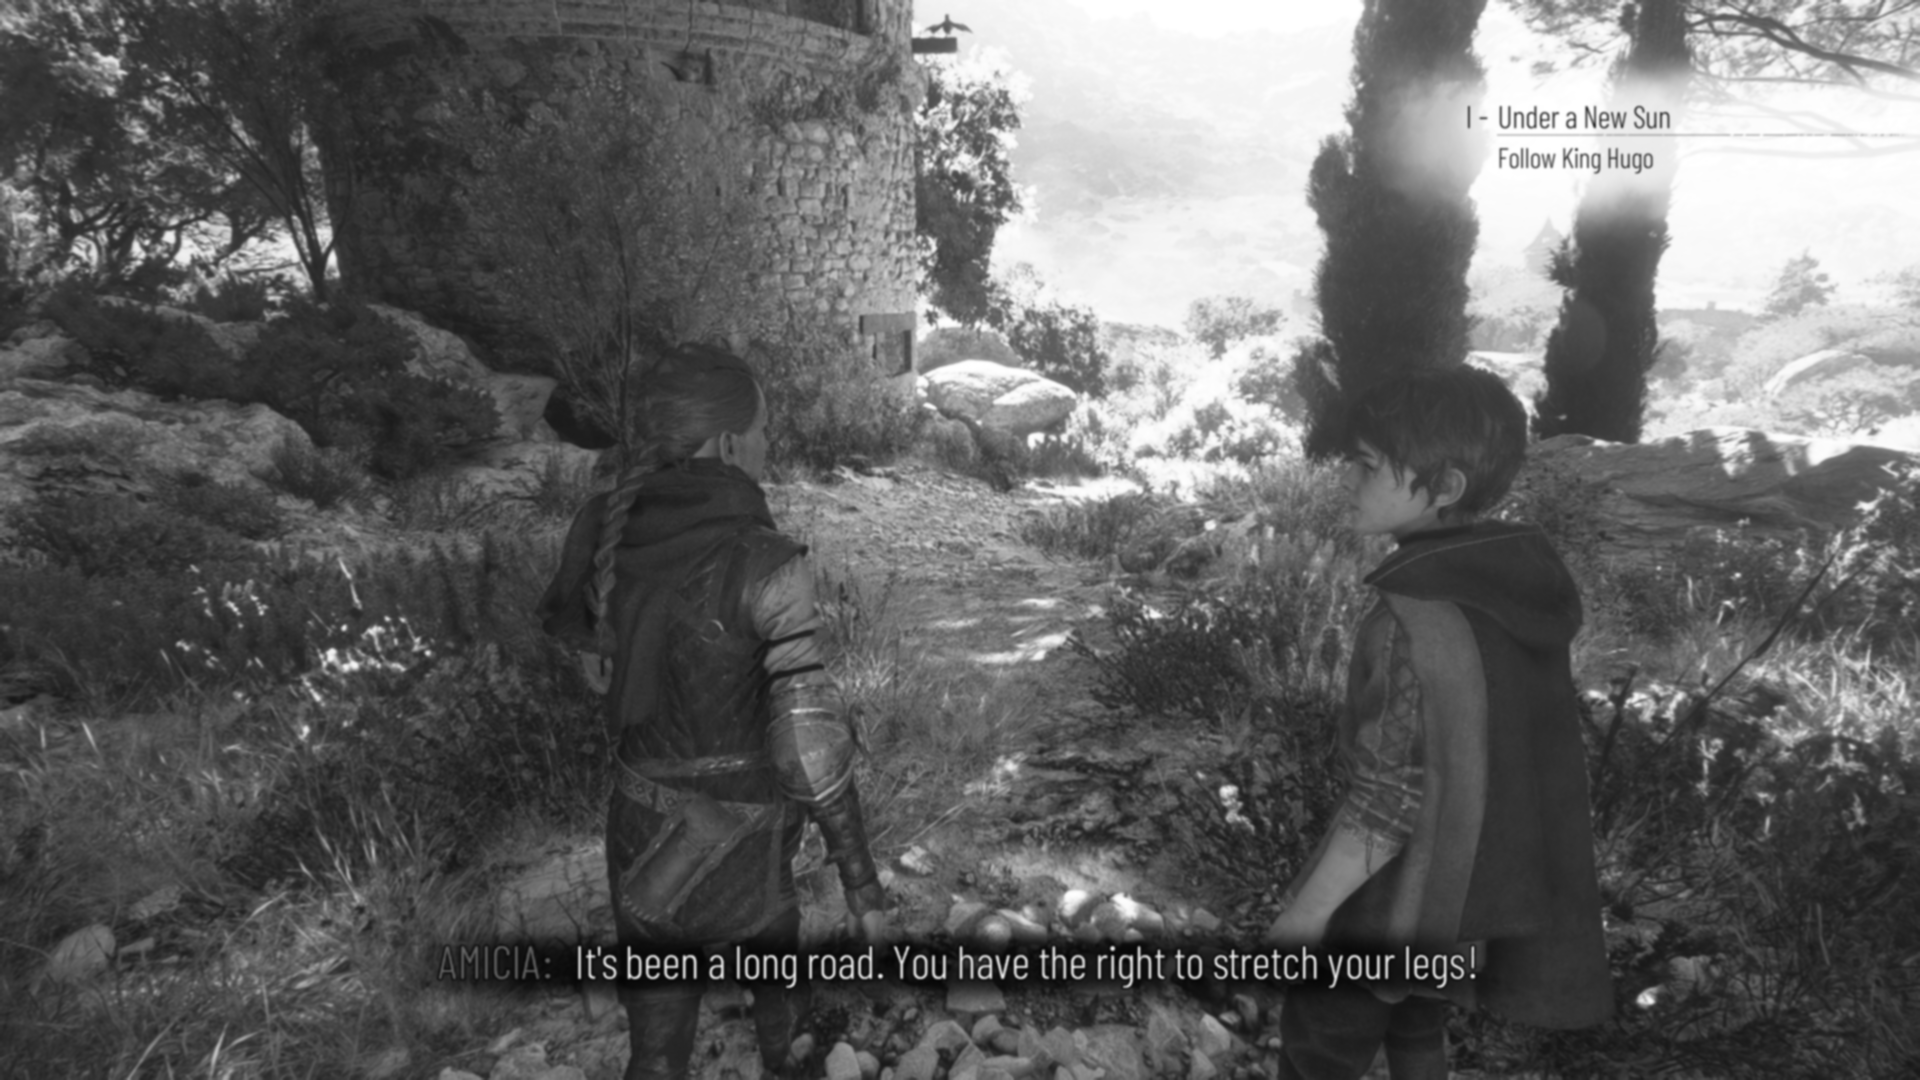 I - Under a New Sun
Follow King Hugo
AMICIA: It's been a long road. You have the right to stretch your legs!